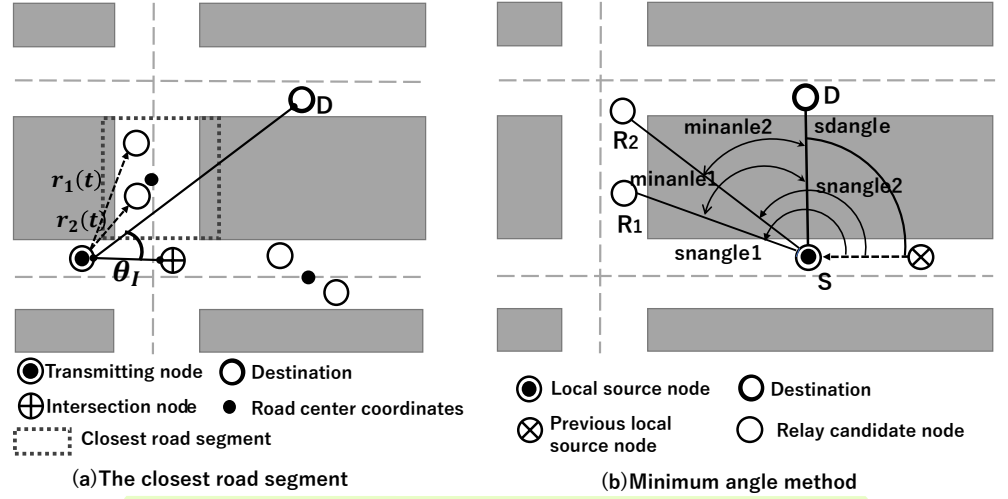 D
r₁(t)
r₂(t)
θ_I
Transmitting node
Destination
Intersection node
Road center coordinates
Closest road segment
(a)The closest road segment
D
R2
minanle2
sdangle
minanle1
snangle2
R1
snangle1
S
Local source node
Destination
Previous local
source node
Relay candidate node
(b)Minimum angle method